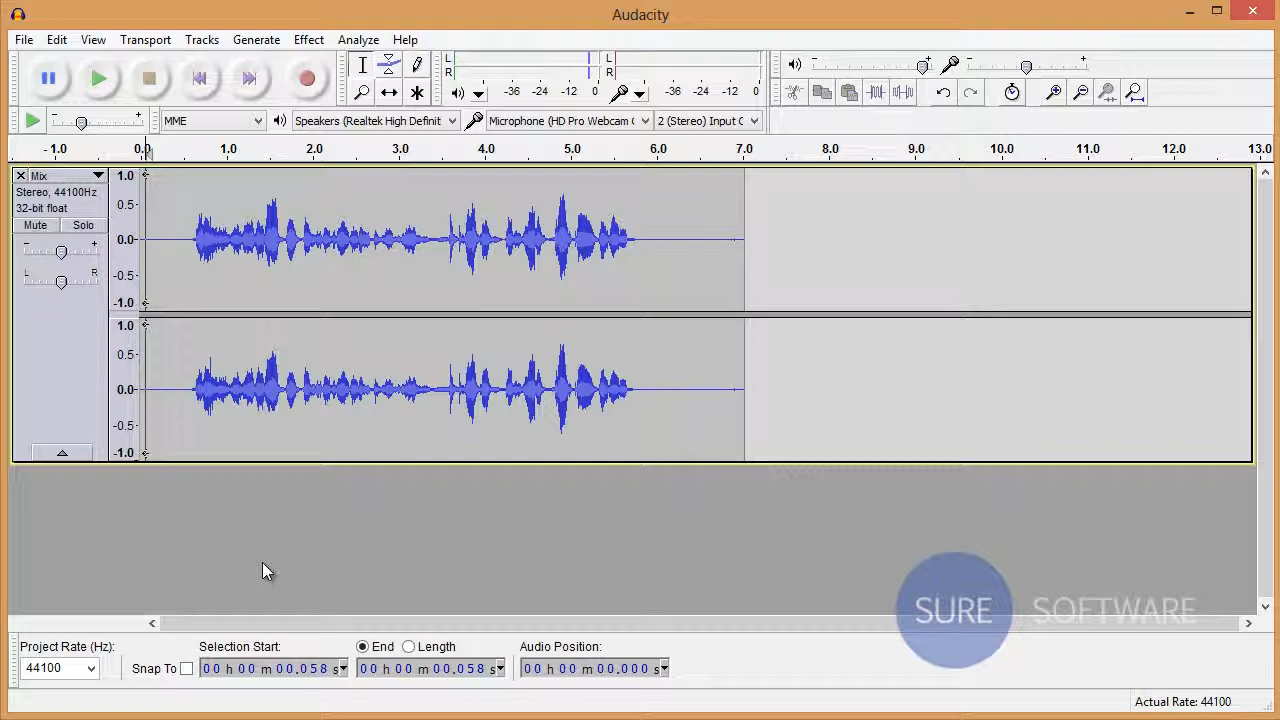 Audacity
File Edit View Transport Tracks Generate Effect Analyze Help
L R -36 -24 -12 0 L R -36 -24 -12 0
MME Speakers (Realtek High Definit Microphone (HD Pro Webcam ( 2 (Stereo) Input C
- 1.0 0.0 1.0 2.0 3.0 4.0 5.0 6.0 7.0 8.0 9.0 10.0 11.0 12.0 13.0
Mix
Stereo, 44100Hz
32-bit float
Mute Solo
- +
L R
1.0
0.5-
0.0-
-0.5-
-1.0
1.0
0.5-
0.0-
-0.5-
-1.0
SURE SOFTWARE
Project Rate (Hz): Selection Start: End Length Audio Position:
44100 Snap To 00 h 00 m 00.058 s 00 h 00 m 00.058 s 00 h 00 m 00.000 s
Actual Rate: 44100